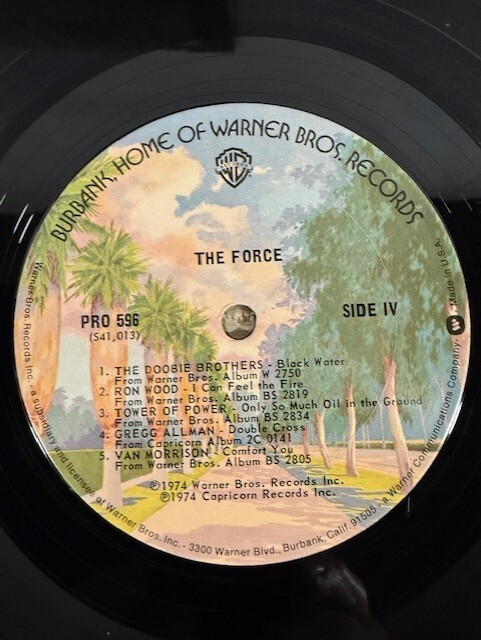 BURBANK, HOME OF WARNER BROS. RECORDS
WB
THE FORCE
PRO 596
(S41,013)
SIDE IV
1. THE DOOBIE BROTHERS - Black Water
From Warner Bros. Album W 2750
2. RON WOOD - I Can Feel the Fire
From Warner Bros. Album BS 2819
3. TOWER OF POWER - Only So Much Oil in the Ground
From Warner Bros. Album BS 2834
4. GREGG ALLMAN - Double Cross
From Capricorn Album 2C 0141
5. VAN MORRISON - Comfort You
From Warner Bros. Album BS 2805
℗1974 Warner Bros. Records Inc.
℗1974 Capricorn Records Inc.
Warner Bros. Records Inc. - a subsidiary and licensee of Warner Bros. Inc. - 3300 Warner Blvd., Burbank, Calif. 91505 - a Warner Communications Company. Made in U.S.A.